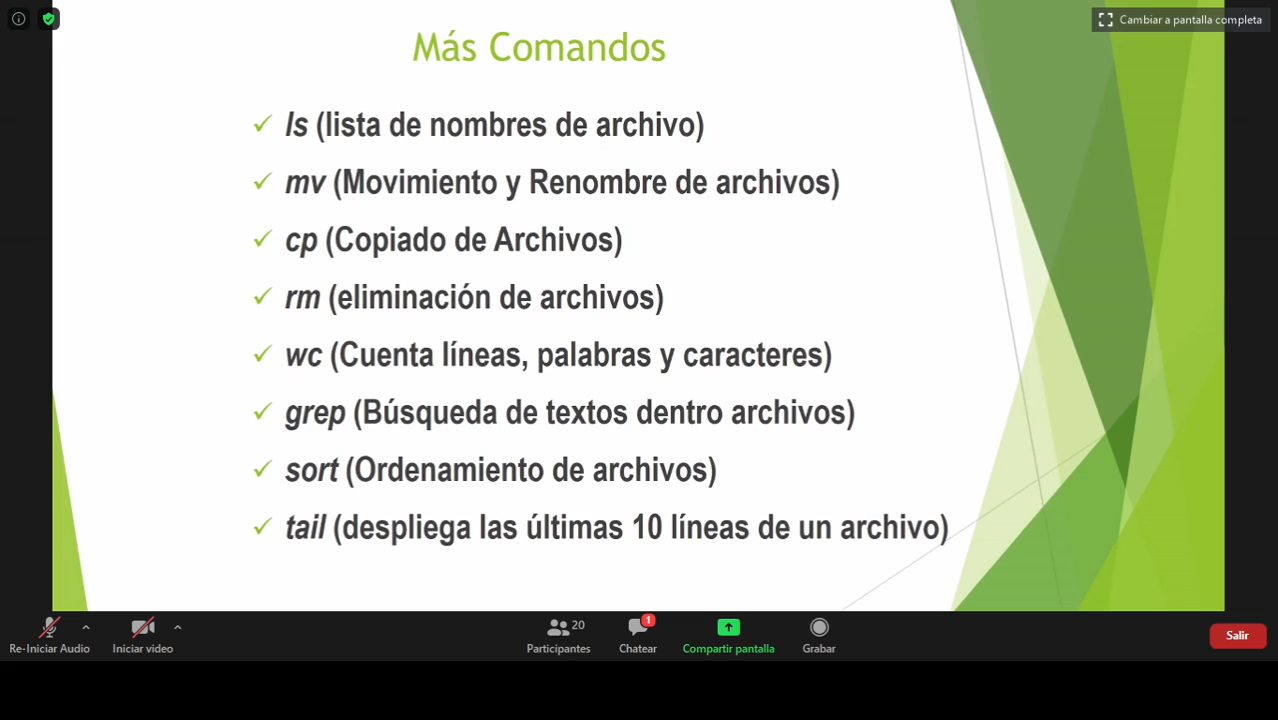 Cambiar a pantalla completa
Más Comandos
ls (lista de nombres de archivo)
mv (Movimiento y Renombre de archivos)
cp (Copiado de Archivos)
rm (eliminación de archivos)
wc (Cuenta líneas, palabras y caracteres)
grep (Búsqueda de textos dentro archivos)
sort (Ordenamiento de archivos)
tail (despliega las últimas 10 líneas de un archivo)
20
1
Re-Iniciar Audio
Iniciar video
Participantes
Chatear
Compartir pantalla
Grabar
Salir